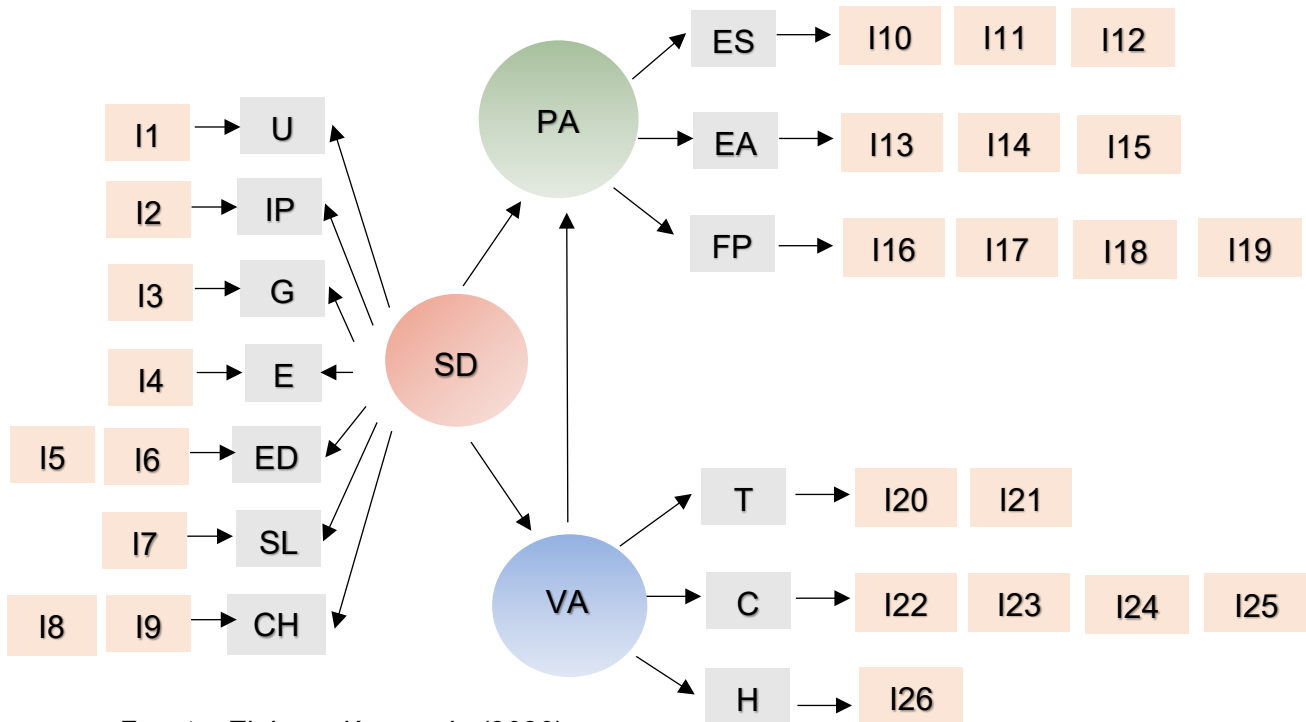 ES I10 I11 I12
PA
I1 U
EA I13 I14 I15
I2 IP
FP I16 I17 I18 I19
I3 G
SD
I4 E
I5 I6 ED
T I20 I21
I7 SL
VA
C I22 I23 I24 I25
I8 I9 CH
H I26